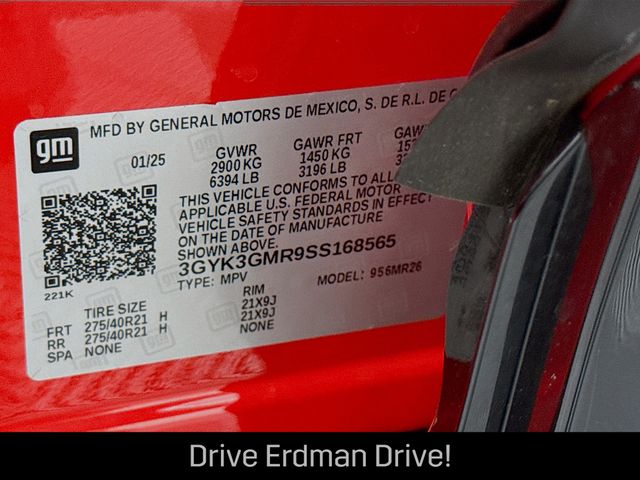 MFD BY GENERAL MOTORS DE MEXICO, S. DE R.L. DE C
gm
01/25
GVWR
2900 KG
6394 LB
GAWR FRT
1450 KG
3196 LB
GAW
THIS VEHICLE CONFORMS TO ALL
APPLICABLE U.S. FEDERAL MOTOR
VEHICLE SAFETY STANDARDS IN EFFECT
ON THE DATE OF MANUFACTURE
SHOWN ABOVE.
3GYK3GMR9SS168565
TYPE: MPV
MODEL: 956MR26
221K
TIRE SIZE
RIM
FRT 275/40R21 H 21X9J
RR 275/40R21 H 21X9J
SPA NONE NONE
Drive Erdman Drive!